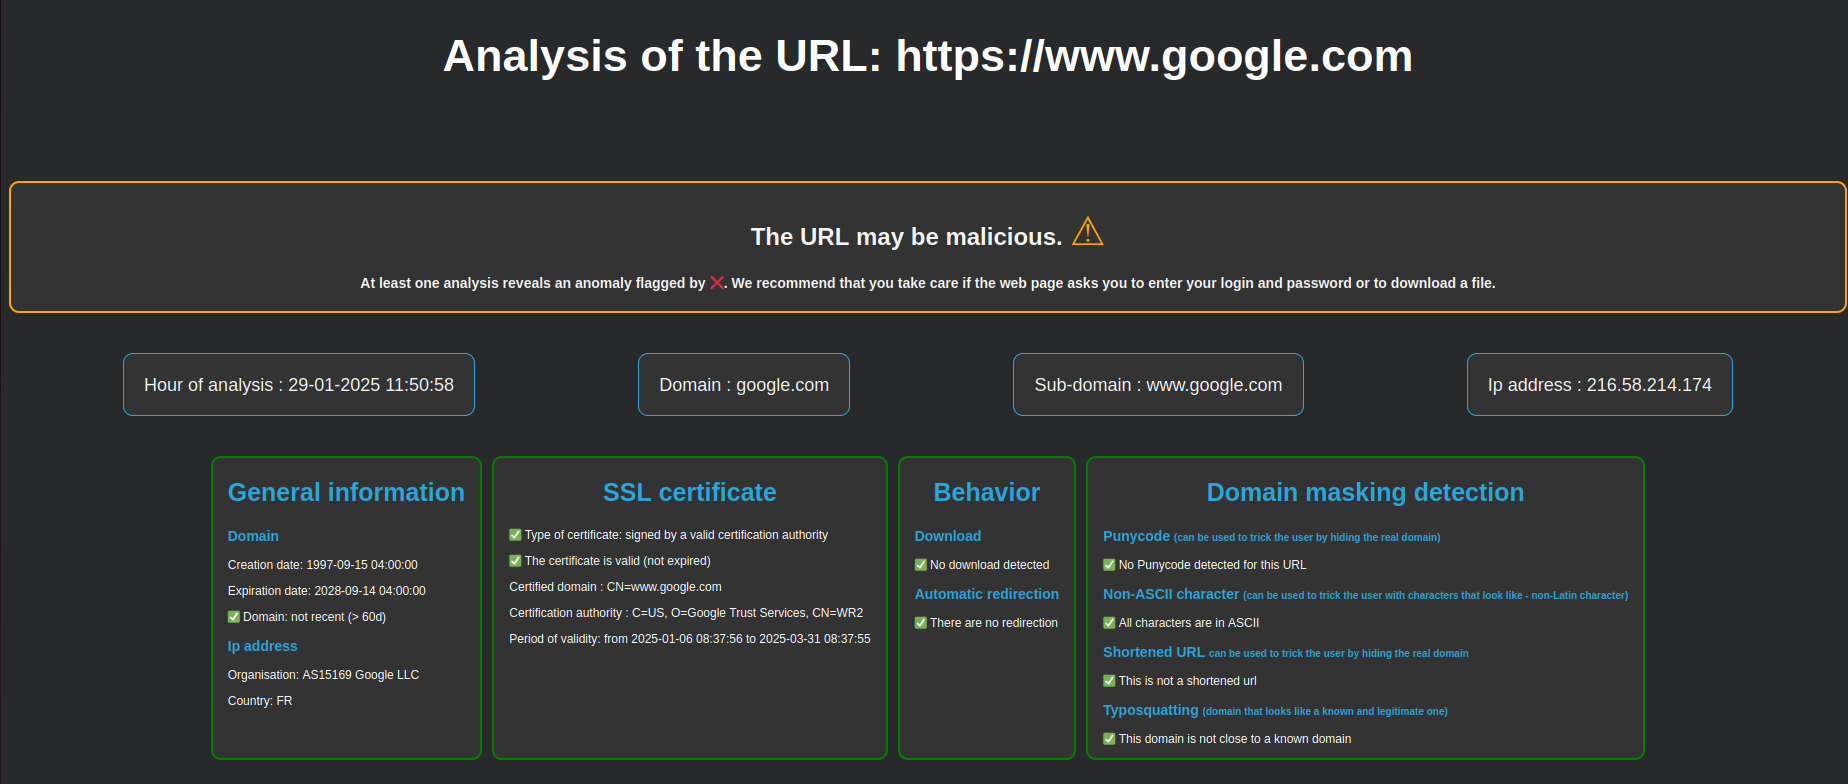 Analysis of the URL: https://www.google.com
The URL may be malicious. ⚠
At least one analysis reveals an anomaly flagged by ❌. We recommend that you take care if the web page asks you to enter your login and password or to download a file.
Hour of analysis : 29-01-2025 11:50:58
Domain : google.com
Sub-domain : www.google.com
Ip address : 216.58.214.174
General information
Domain
Creation date: 1997-09-15 04:00:00
Expiration date: 2028-09-14 04:00:00
✅ Domain: not recent (> 60d)
Ip address
Organisation: AS15169 Google LLC
Country: FR
SSL certificate
✅ Type of certificate: signed by a valid certification authority
✅ The certificate is valid (not expired)
Certified domain : CN=www.google.com
Certification authority : C=US, O=Google Trust Services, CN=WR2
Period of validity: from 2025-01-06 08:37:56 to 2025-03-31 08:37:55
Behavior
Download
✅ No download detected
Automatic redirection
✅ There are no redirection
Domain masking detection
Punycode (can be used to trick the user by hiding the real domain)
✅ No Punycode detected for this URL
Non-ASCII character (can be used to trick the user with characters that look like - non-Latin character)
✅ All characters are in ASCII
Shortened URL can be used to trick the user by hiding the real domain
✅ This is not a shortened url
Typosquatting (domain that looks like a known and legitimate one)
✅ This domain is not close to a known domain